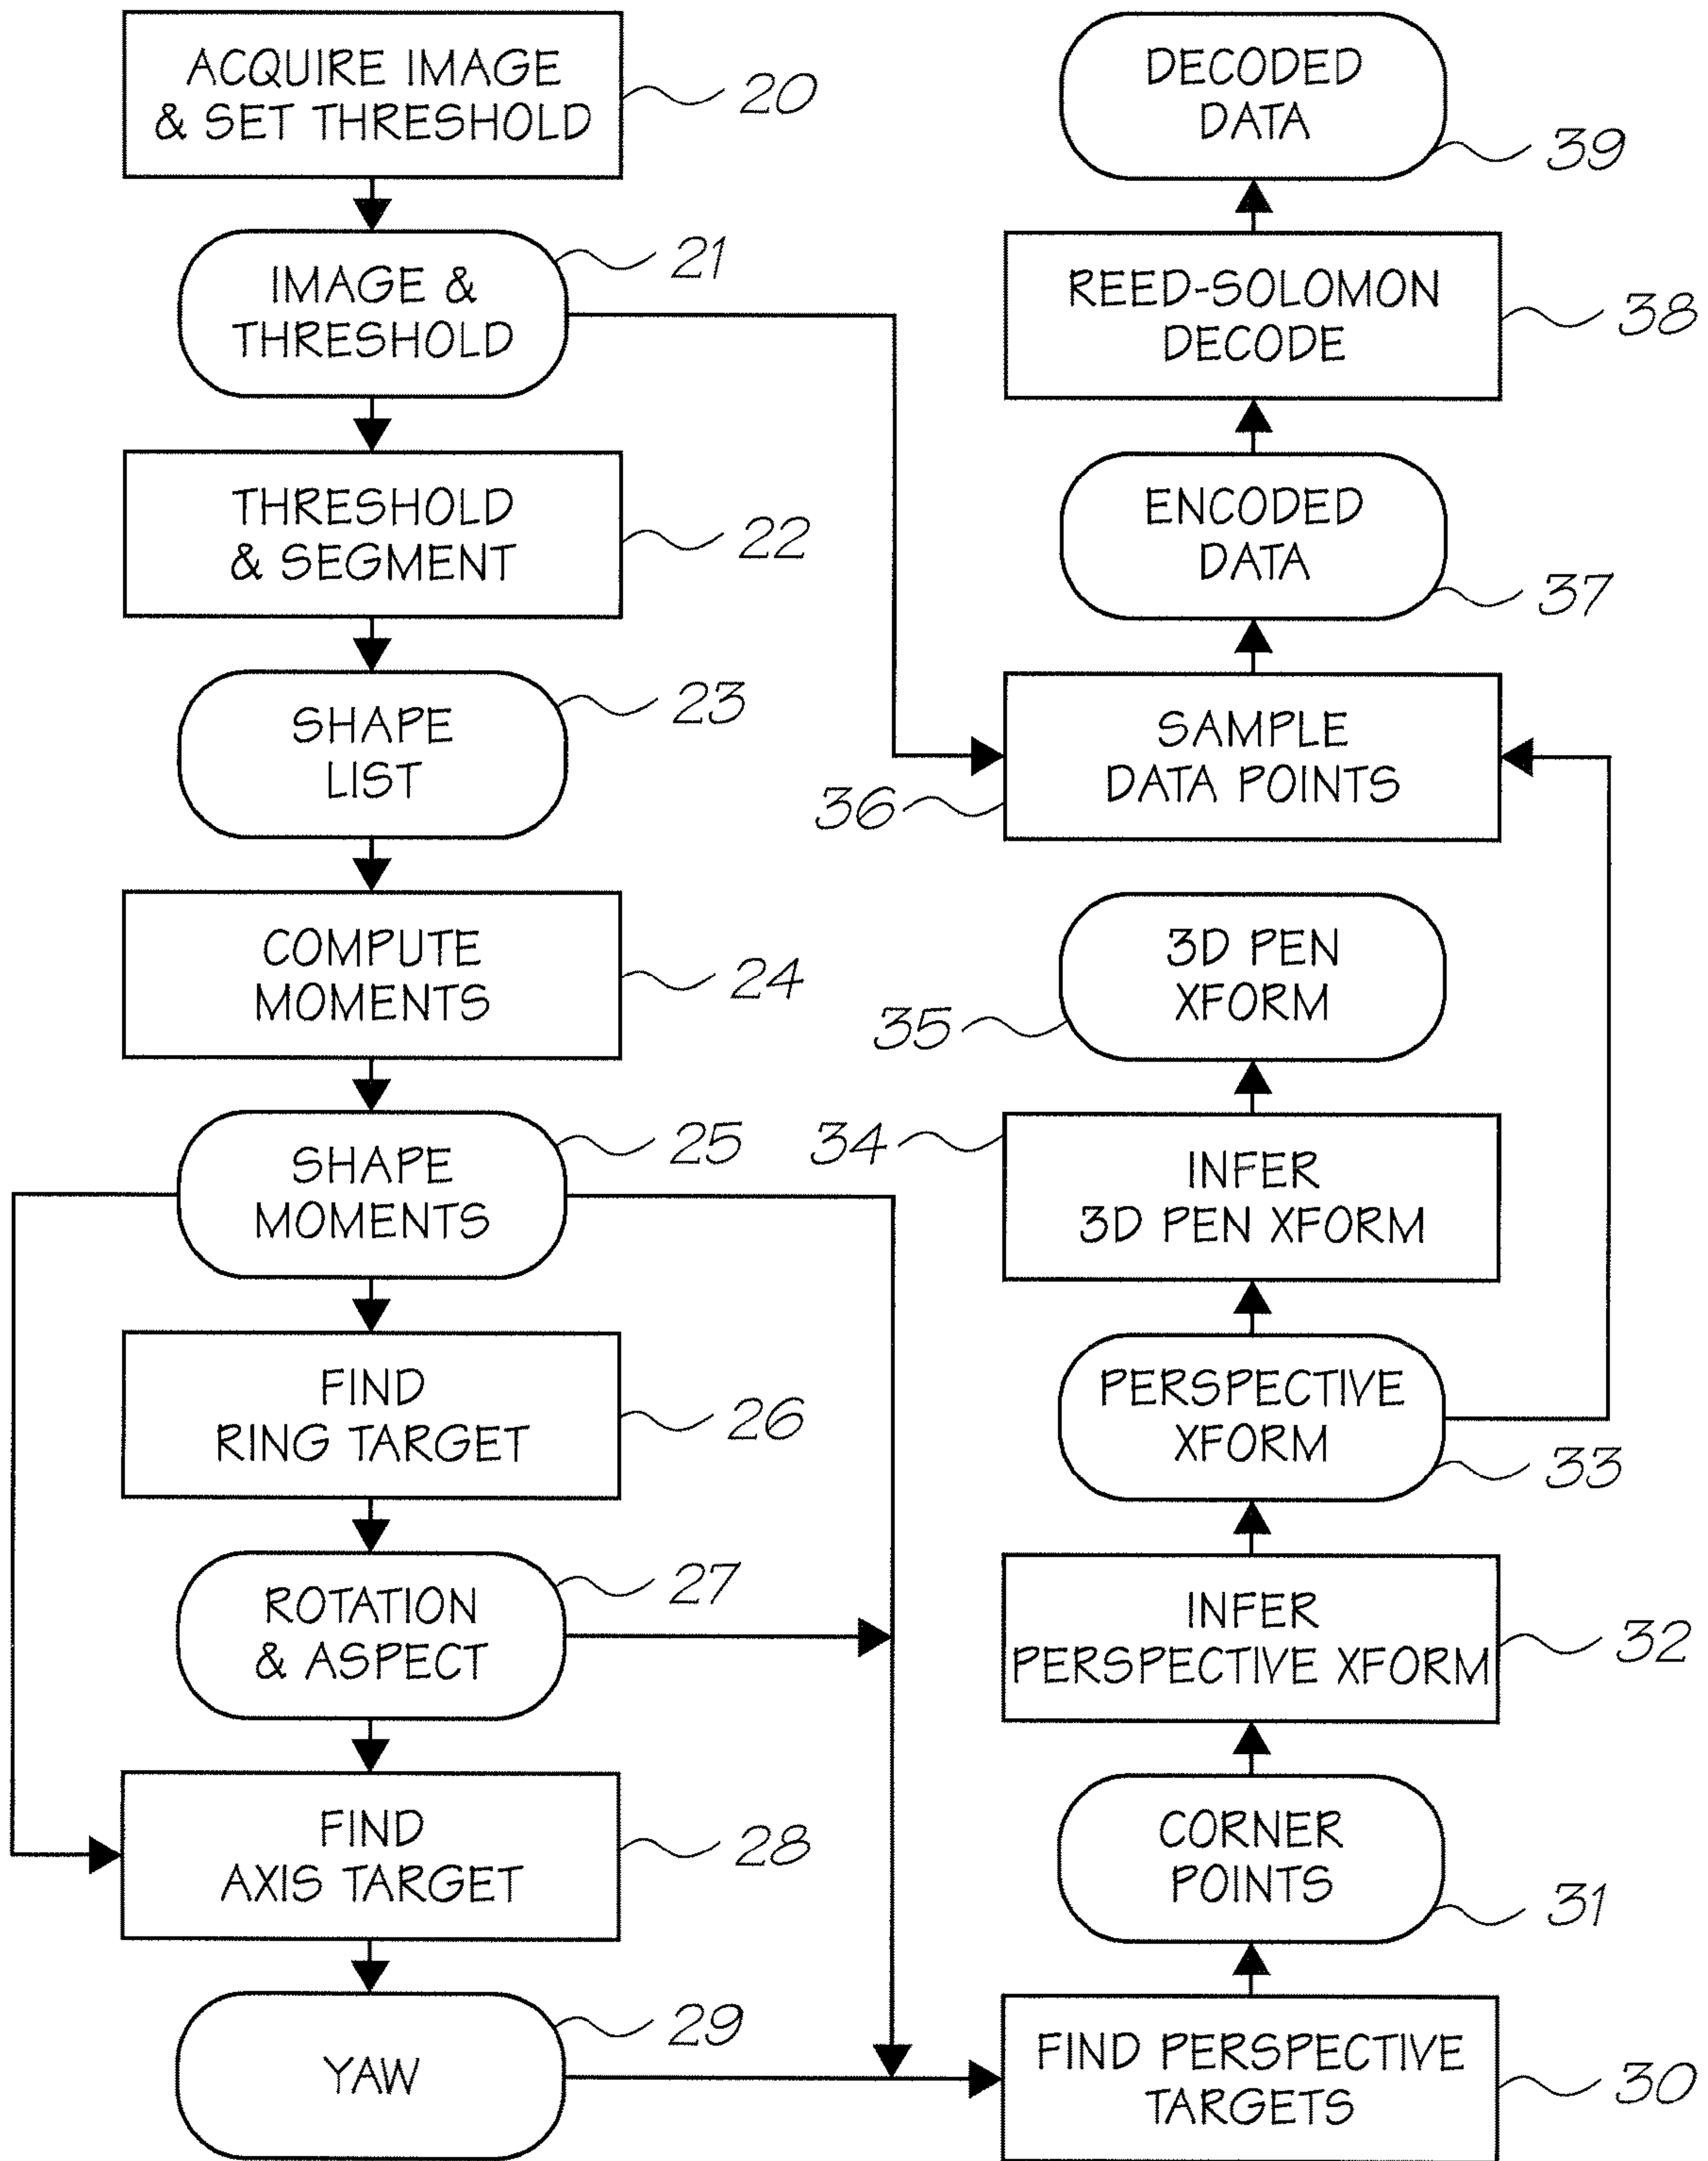 ACQUIRE IMAGE
& SET THRESHOLD
20
IMAGE &
THRESHOLD
21
THRESHOLD
& SEGMENT
22
SHAPE
LIST
23
COMPUTE
MOMENTS
24
SHAPE
MOMENTS
25
FIND
RING TARGET
26
ROTATION
& ASPECT
27
FIND
AXIS TARGET
28
YAW
29
DECODED
DATA
39
REED-SOLOMON
DECODE
38
ENCODED
DATA
37
SAMPLE
DATA POINTS
36
3D PEN
XFORM
35
INFER
3D PEN XFORM
34
PERSPECTIVE
XFORM
33
INFER
PERSPECTIVE XFORM
32
CORNER
POINTS
31
FIND PERSPECTIVE
TARGETS
30